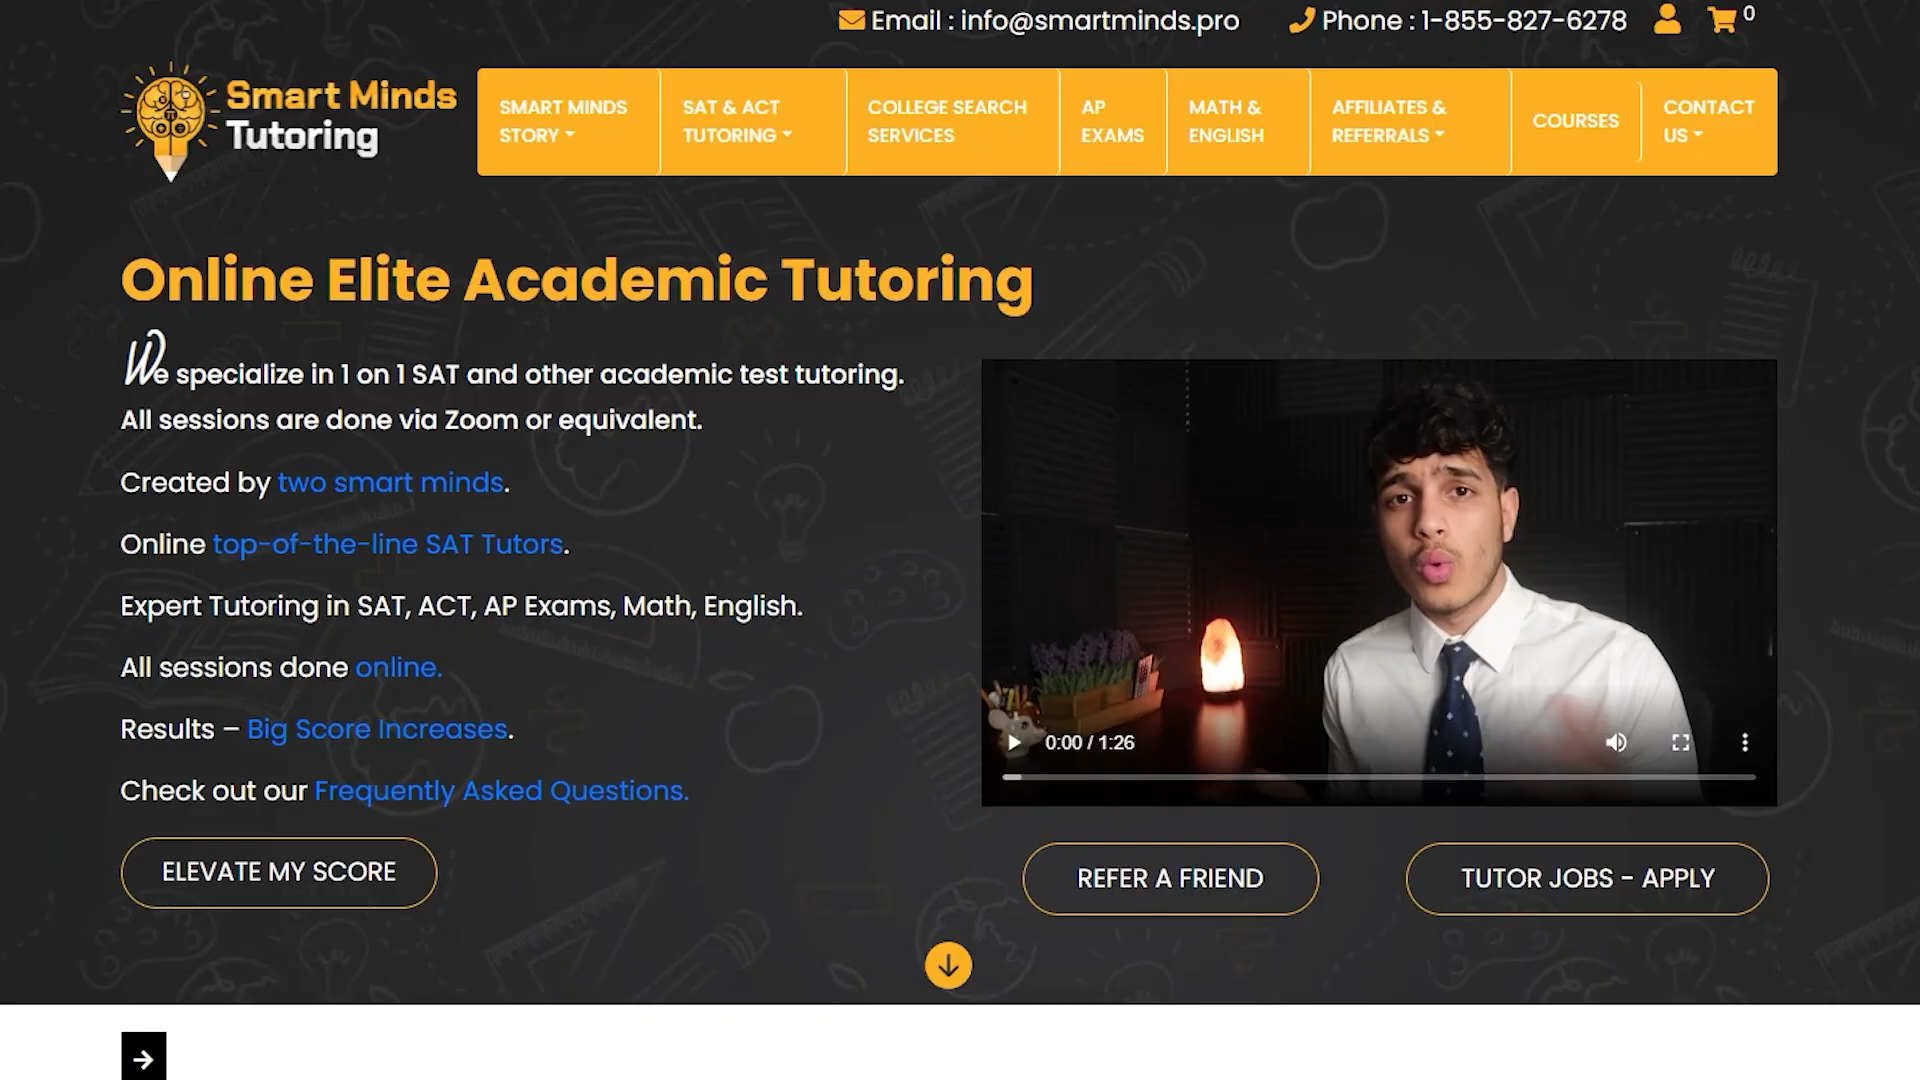 Email : info@smartminds.pro
Phone : 1-855-827-6278
0
Smart Minds
Tutoring
SMART MINDS
STORY
SAT & ACT
TUTORING
COLLEGE SEARCH
SERVICES
AP
EXAMS
MATH &
ENGLISH
AFFILIATES &
REFERRALS
COURSES
CONTACT
US
Online Elite Academic Tutoring
We specialize in 1 on 1 SAT and other academic test tutoring.
All sessions are done via Zoom or equivalent.
Created by two smart minds.
Online top-of-the-line SAT Tutors.
Expert Tutoring in SAT, ACT, AP Exams, Math, English.
All sessions done online.
Results – Big Score Increases.
Check out our Frequently Asked Questions.
0:00 / 1:26
ELEVATE MY SCORE
REFER A FRIEND
TUTOR JOBS - APPLY